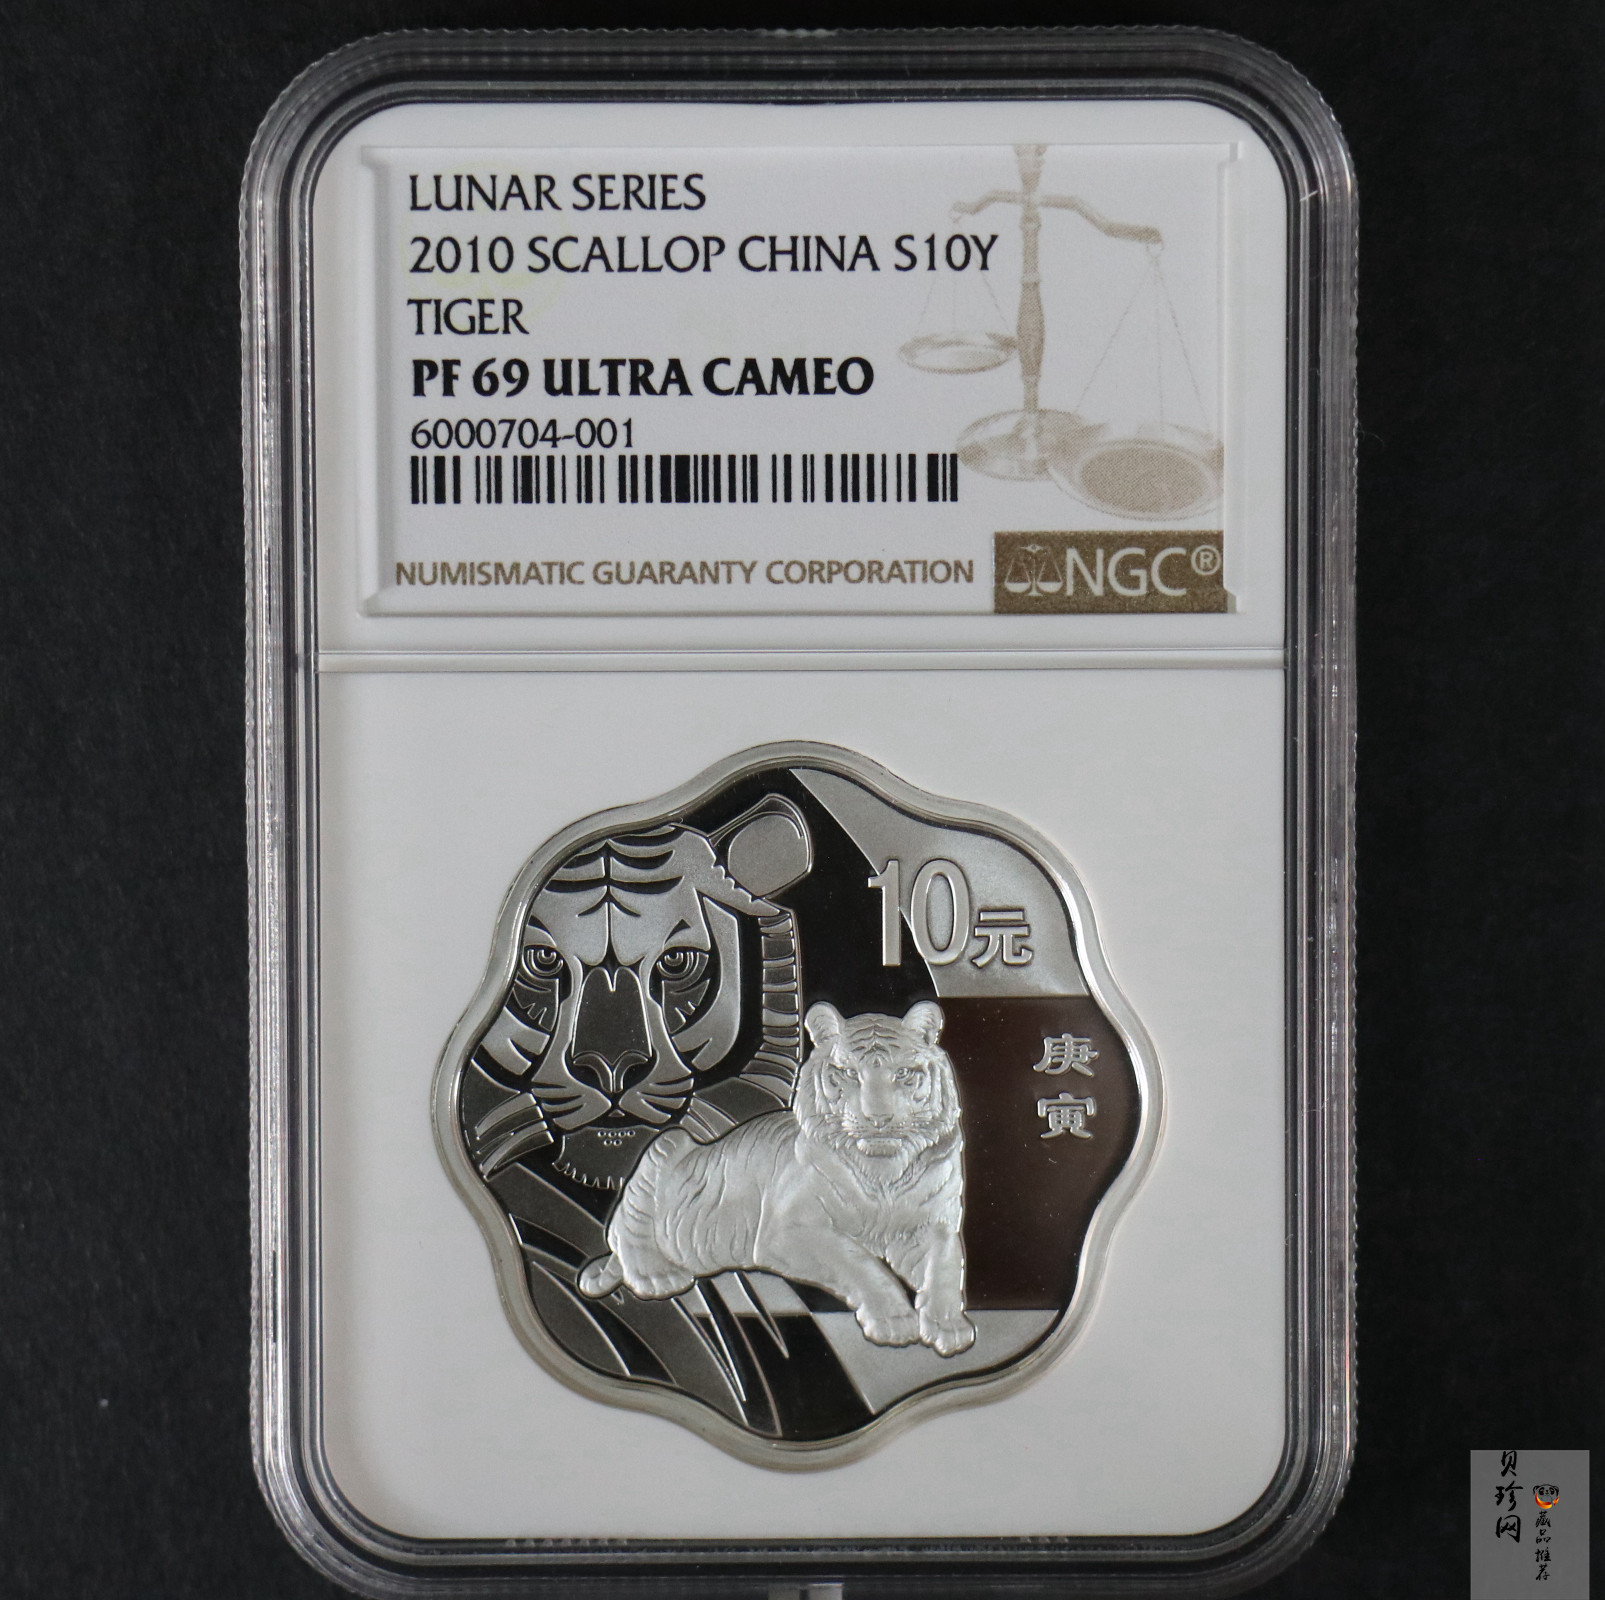 LUNAR SERIES
2010 SCALLOP CHINA S10Y
TIGER
PF 69 ULTRA CAMEO
6000704-001
NUMISMATIC GUARANTY CORPORATION
NGC®
10元
庚
寅
贝珍网
藏品推荐